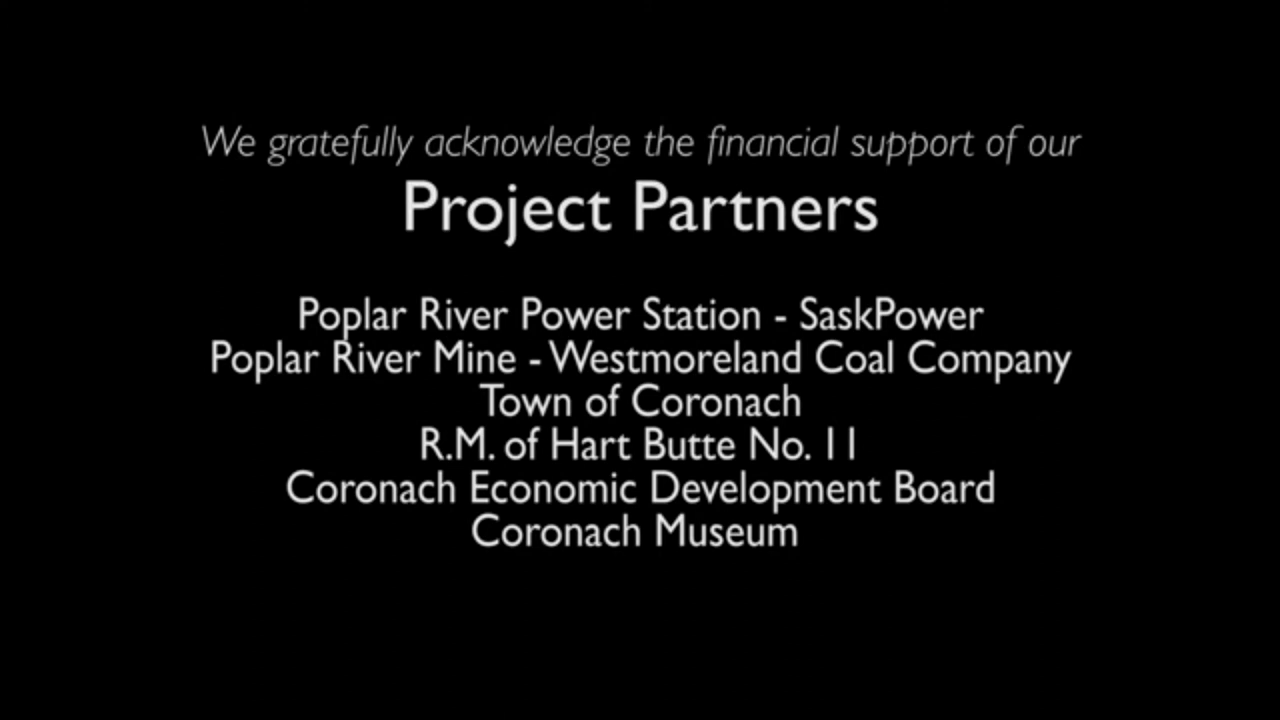 We gratefully acknowledge the financial support of our
Project Partners
Poplar River Power Station - SaskPower
Poplar River Mine - Westmoreland Coal Company
Town of Coronach
R.M. of Hart Butte No. 11
Coronach Economic Development Board
Coronach Museum